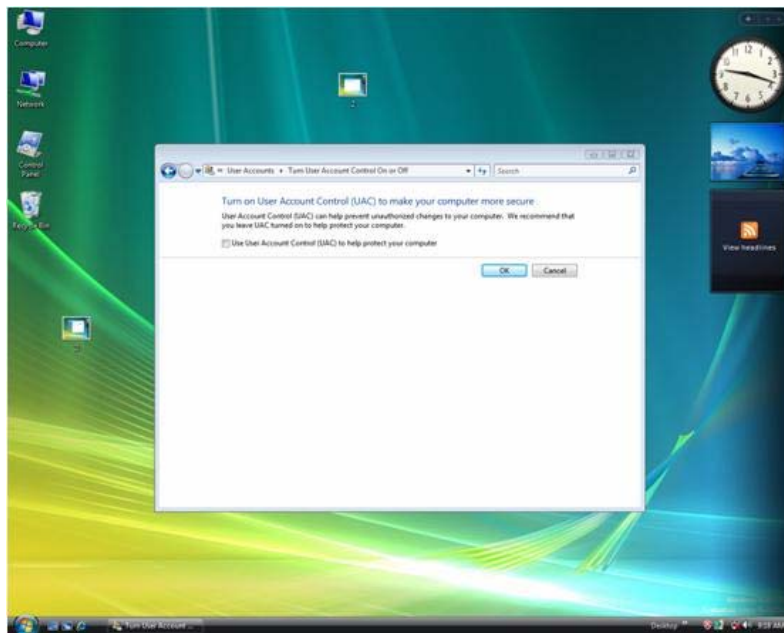 Computer
Network
Control
Panel
Recycle Bin
2
User Accounts
Turn User Account Control On or Off
Search
Turn on User Account Control (UAC) to make your computer more secure
User Account Control (UAC) can help prevent unauthorized changes to your computer. We recommend that
you leave UAC turned on to help protect your computer.
Use User Account Control (UAC) to help protect your computer
OK
Cancel
View headlines
Turn User Account ...
Desktop